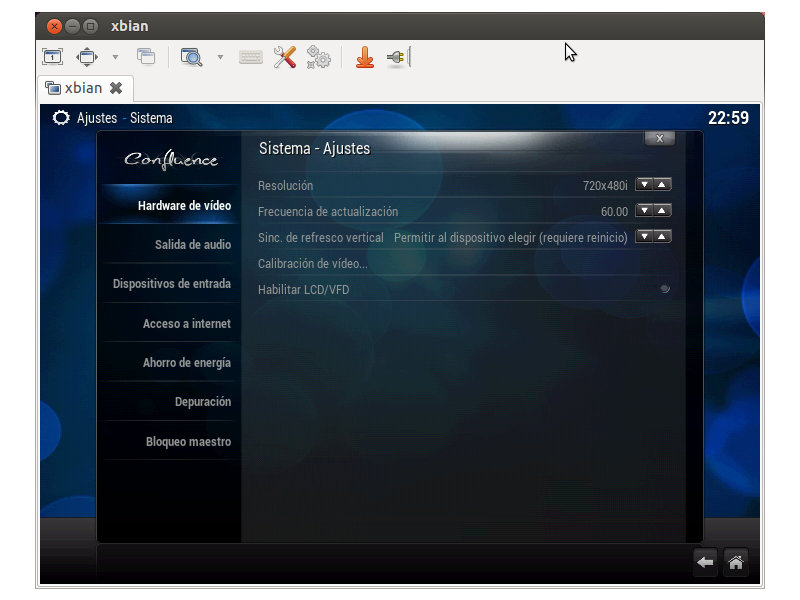 xbian
1
xbian
Ajustes - Sistema
22:59
Confluence
Sistema - Ajustes
x
Hardware de vídeo
Salida de audio
Dispositivos de entrada
Acceso a internet
Ahorro de energía
Depuración
Bloqueo maestro
Resolución 720x480i
Frecuencia de actualización 60.00
Sinc. de refresco vertical Permitir al dispositivo elegir (requiere reinicio)
Calibración de vídeo...
Habilitar LCD/VFD